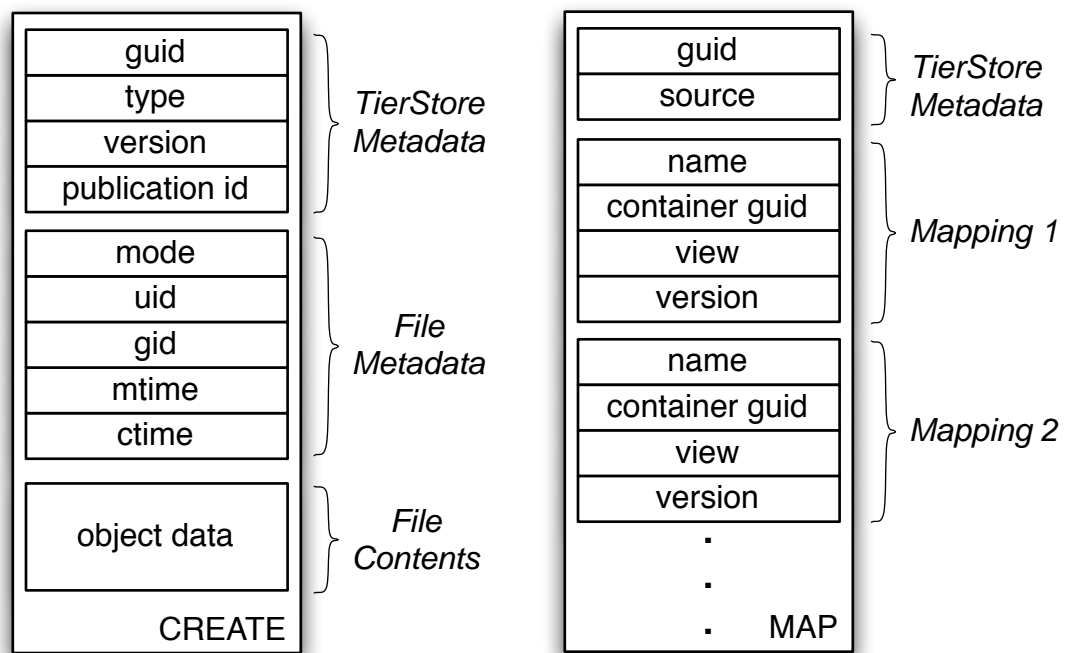 guid
type
version
publication id
TierStore
Metadata
mode
uid
gid
mtime
ctime
File
Metadata
object data
File
Contents
CREATE
guid
source
TierStore
Metadata
name
container guid
view
version
Mapping 1
name
container guid
view
version
Mapping 2
.
.
. MAP